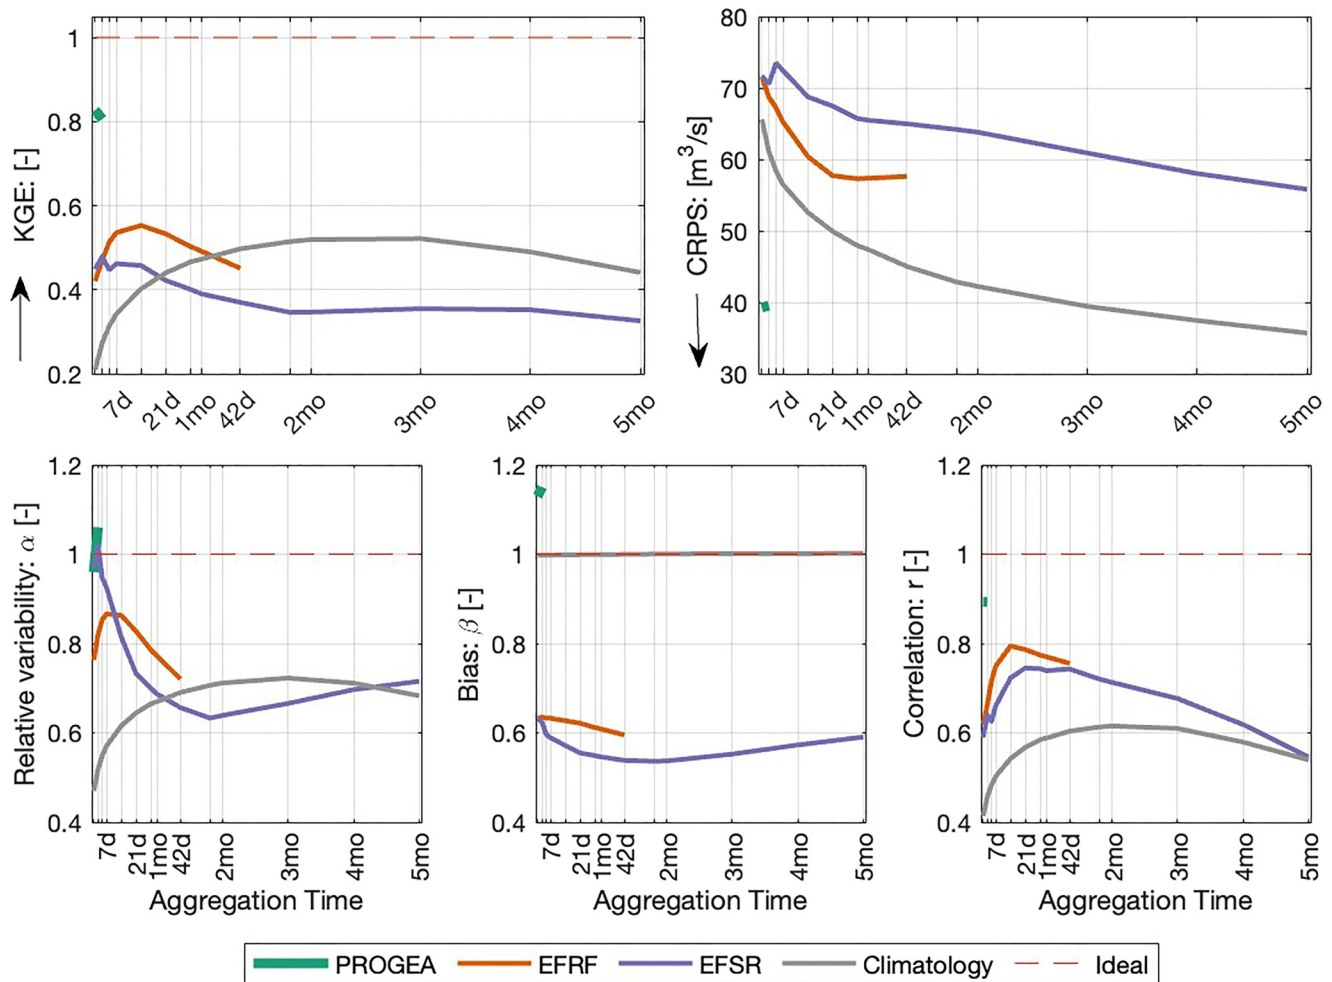 KGE: [-]
1
0.8
0.6
0.4
0.2
7d
21d
1mo
42d
2mo
3mo
4mo
5mo
CRPS: [m³/s]
80
70
60
50
40
30
7d
21d
1mo
42d
2mo
3mo
4mo
5mo
Relative variability: α [-]
1.2
1
0.8
0.6
0.4
7d
21d
1mo
42d
2mo
3mo
4mo
5mo
Aggregation Time
Bias: β [-]
1.2
1
0.8
0.6
0.4
7d
21d
1mo
42d
2mo
3mo
4mo
5mo
Aggregation Time
Correlation: r [-]
1.2
1
0.8
0.6
0.4
7d
21d
1mo
42d
2mo
3mo
4mo
5mo
Aggregation Time
PROGEA EFRF EFSR Climatology Ideal